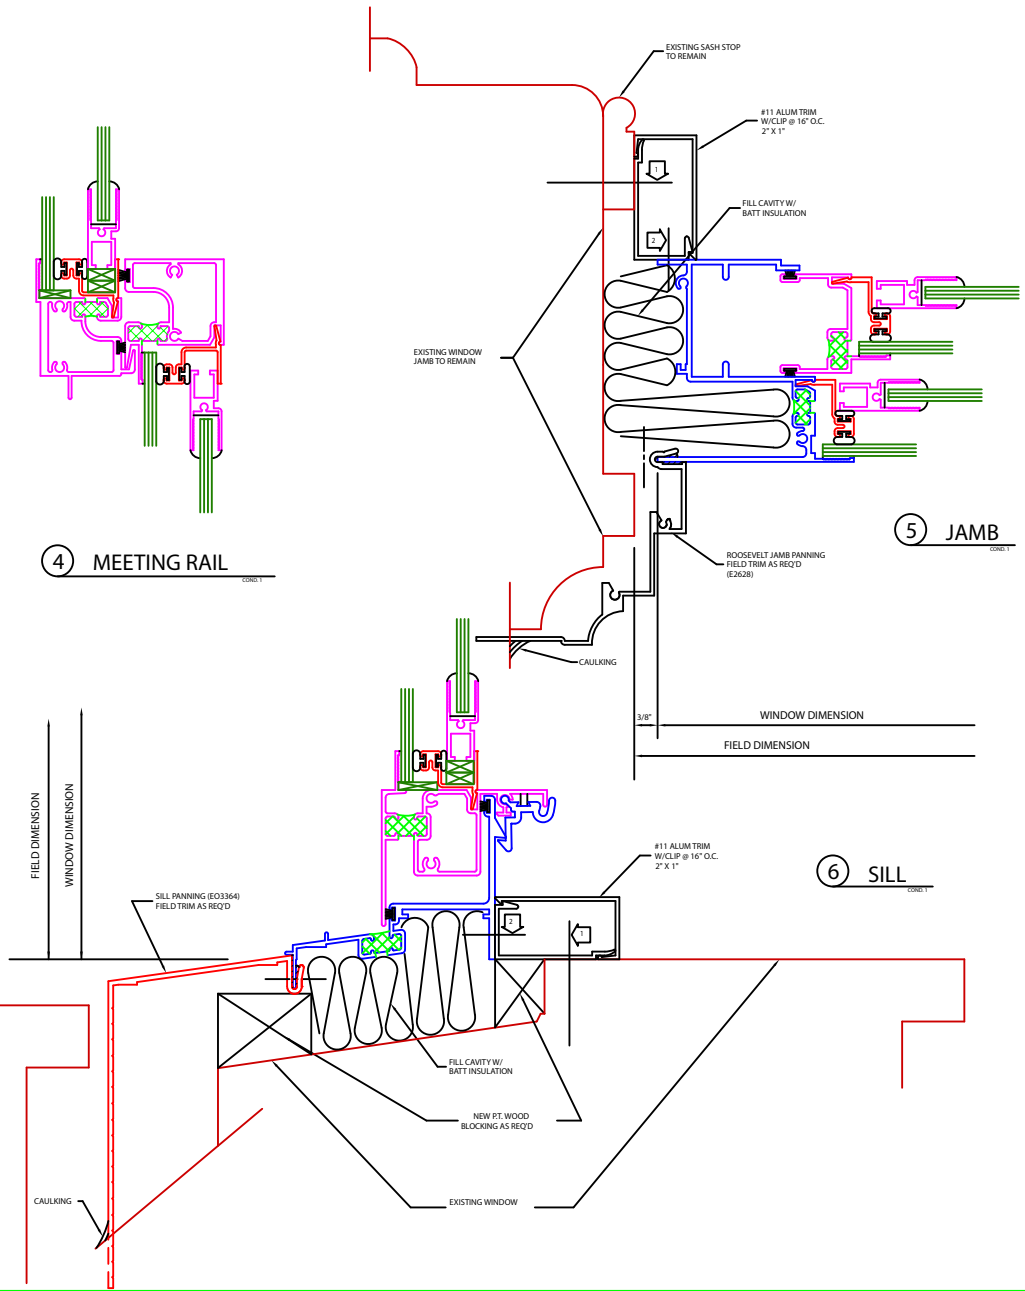 EXISTING SASH STOP
TO REMAIN
#11 ALUM TRIM
W/CLIP @ 16" O.C.
2" X 1"
1
FILL CAVITY W/
BATT INSULATION
2
EXISTING WINDOW
JAMB TO REMAIN
4 MEETING RAIL
COND. 1
5 JAMB
COND. 1
ROOSEVELT JAMB PANNING
FIELD TRIM AS REQ'D
(E2628)
CAULKING
3/8"
WINDOW DIMENSION
FIELD DIMENSION
FIELD DIMENSION
WINDOW DIMENSION
#11 ALUM TRIM
W/CLIP @ 16" O.C.
2" X 1"
6 SILL
COND. 1
SILL PANNING (EO3364)
FIELD TRIM AS REQ'D
2
1
FILL CAVITY W/
BATT INSULATION
NEW P.T. WOOD
BLOCKING AS REQ'D
CAULKING
EXISTING WINDOW